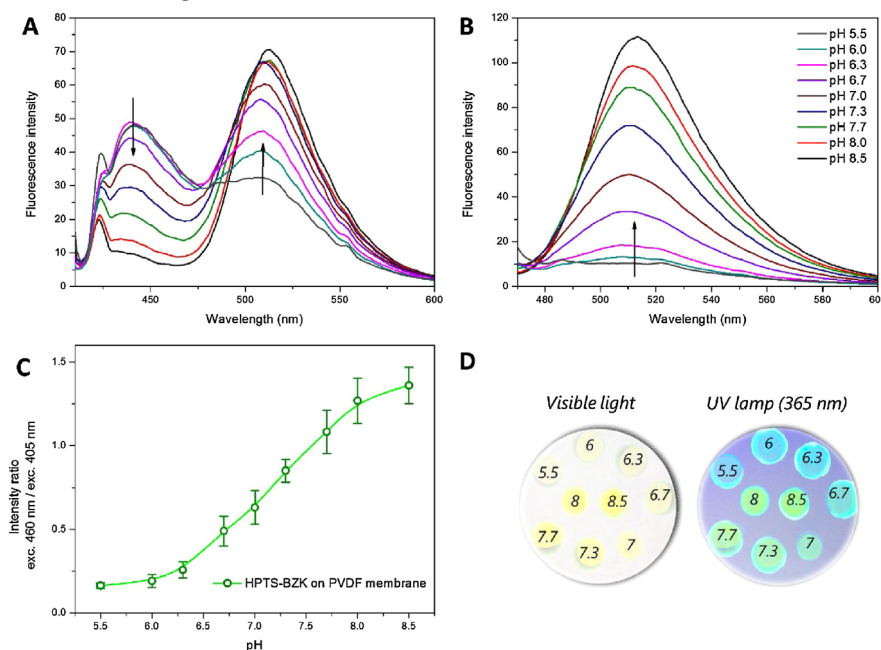 A
Fluorescence intensity
80
70
60
50
40
30
20
10
0
450
500
550
600
Wavelength (nm)
B
Fluorescence intensity
120
100
80
60
40
20
0
480
500
520
540
560
580
600
Wavelength (nm)
pH 5.5
pH 6.0
pH 6.3
pH 6.7
pH 7.0
pH 7.3
pH 7.7
pH 8.0
pH 8.5
C
Intensity ratio
exc. 460 nm / exc. 405 nm
1.5
1.0
0.5
0.0
5.5
6.0
6.5
7.0
7.5
8.0
8.5
pH
HPTS-BZK on PVDF membrane
D
Visible light
6
5.5
6.3
8
8.5
6.7
7.7
7.3
7
UV lamp (365 nm)
6
5.5
6.3
8
8.5
6.7
7.7
7.3
7